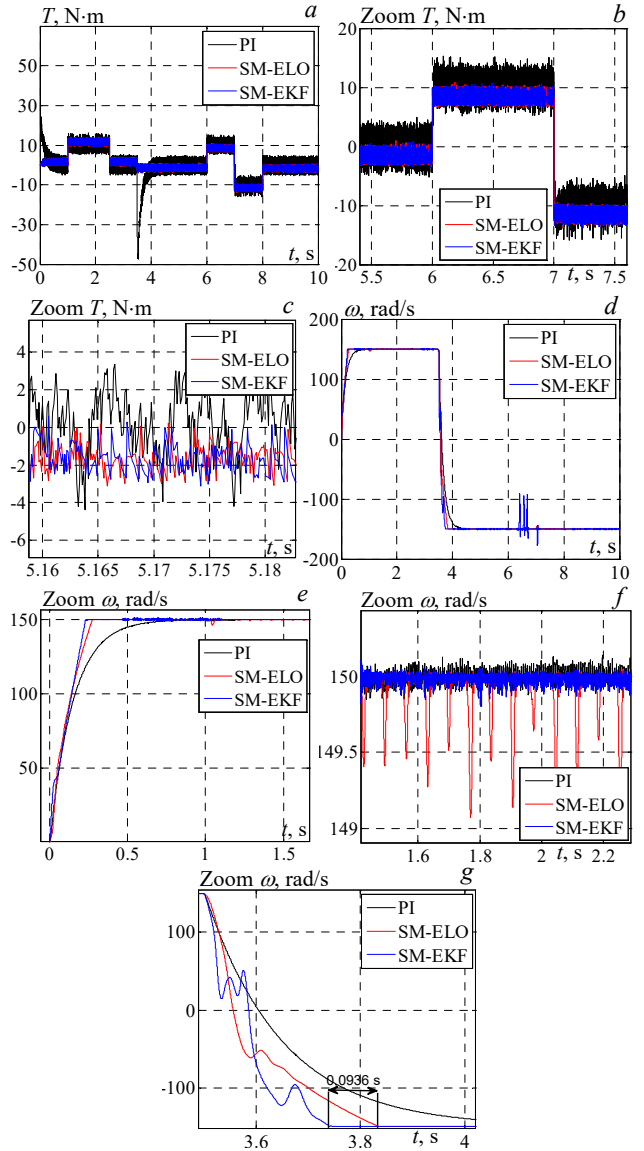 T, N·m
a
70
50
30
10
-10
-30
-50
0
2
4
6
8
10
t, s
PI
SM-ELO
SM-EKF
Zoom T, N·m
b
20
10
0
-10
-20
5.5
6
6.5
7
7.5
t, s
PI
SM-ELO
SM-EKF
Zoom T, N·m
c
4
2
0
-2
-4
-6
5.16
5.165
5.17
5.175
5.18
t, s
PI
SM-ELO
SM-EKF
ω, rad/s
d
200
100
0
-100
-200
0
2
4
6
8
10
t, s
PI
SM-ELO
SM-EKF
Zoom ω, rad/s
e
150
100
50
0
0.5
1
1.5
t, s
PI
SM-ELO
SM-EKF
Zoom ω, rad/s
f
150
149.5
149
1.6
1.8
2
2.2
t, s
PI
SM-ELO
SM-EKF
Zoom ω, rad/s
g
100
0
-100
3.6
3.8
4
t, s
0.0936 s
PI
SM-ELO
SM-EKF